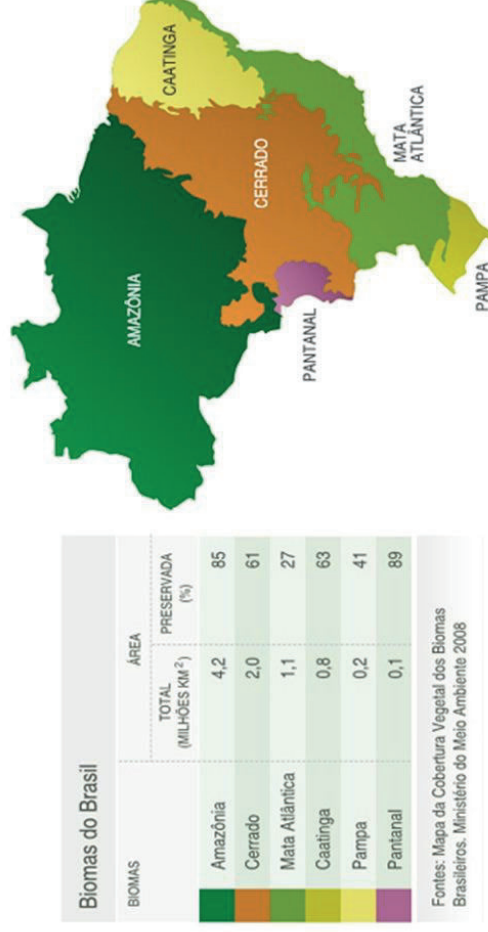 Biomas do Brasil
BIOMAS
ÁREA
TOTAL
(MILHÕES KM²)
PRESERVADA
(%)
Amazônia 4,2 85
Cerrado 2,0 61
Mata Atlântica 1,1 27
Caatinga 0,8 63
Pampa 0,2 41
Pantanal 0,1 89
Fontes: Mapa da Cobertura Vegetal dos Biomas
Brasileiros. Ministério do Meio Ambiente 2008
AMAZÔNIA
CAATINGA
CERRADO
PANTANAL
MATA
ATLÂNTICA
PAMPA